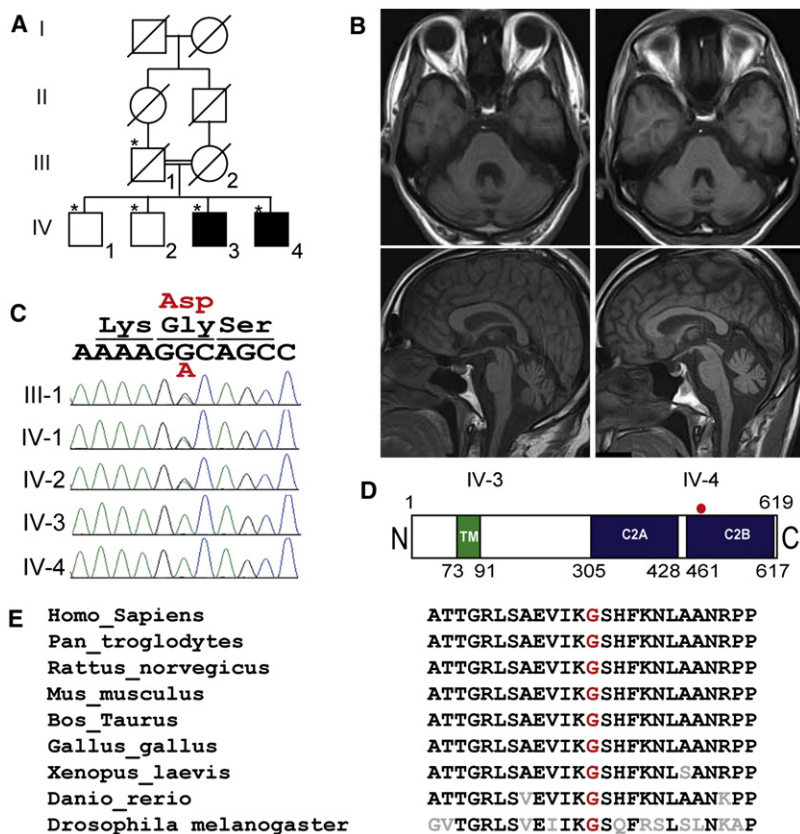 A
I
II
III
* 1 2
IV
* 1 * 2 * 3 * 4
B
IV-3 IV-4
C
Asp
Lys Gly Ser
AAAAGGCAGCC
A
III-1
IV-1
IV-2
IV-3
IV-4
D
1 619
N TM C2A C2B C
73 91 305 428 461 617
E
Homo_Sapiens ATTGRLSAEVIKGSHFKNLAANRPP
Pan_troglodytes ATTGRLSAEVIKGSHFKNLAANRPP
Rattus_norvegicus ATTGRLSAEVIKGSHFKNLAANRPP
Mus_musculus ATTGRLSAEVIKGSHFKNLAANRPP
Bos_Taurus ATTGRLSAEVIKGSHFKNLAANRPP
Gallus_gallus ATTGRLSAEVIKGSHFKNLAANRPP
Xenopus_laevis ATTGRLSAEVIKGSHFKNLSANRPP
Danio_rerio ATTGRLSVEVIKGSHFKNLAANKPP
Drosophila melanogaster GVTGRLSVEIIKGSQFRSLSLNKAP